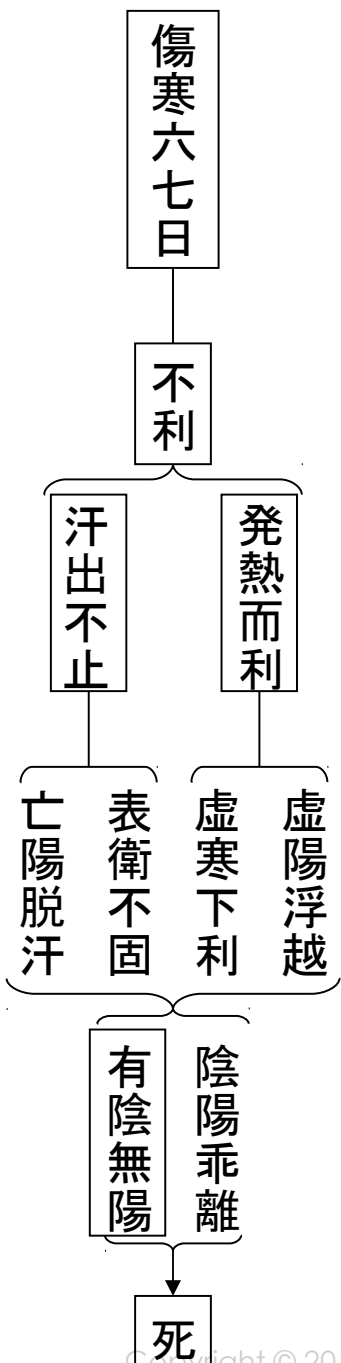 傷寒六七日
不利
発熱而利
汗出不止
虚陽浮越
虚寒下利
表衛不固
亡陽脱汗
陰陽乖離
有陰無陽
死
Copyright © 20